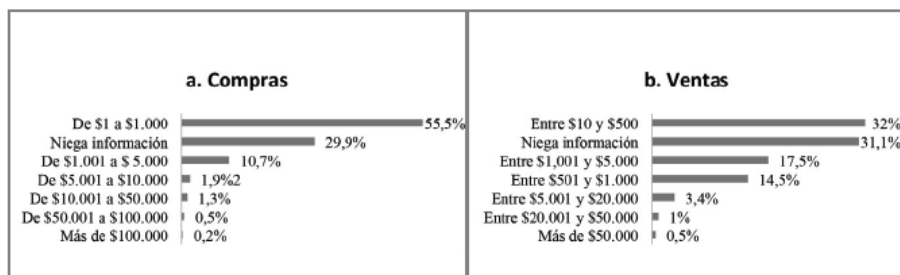 a. Compras
De $1 a $1.000 55,5%
Niega información 29,9%
De $1.001 a $ 5.000 10,7%
De $5.001 a $10.000 1,9%2
De $10.001 a $50.000 1,3%
De $50.001 a $100.000 0,5%
Más de $100.000 0,2%
b. Ventas
Entre $10 y $500 32%
Niega información 31,1%
Entre $1,001 y $5.000 17,5%
Entre $501 y $1.000 14,5%
Entre $5.001 y $20.000 3,4%
Entre $20.001 y $50.000 1%
Más de $50.000 0,5%